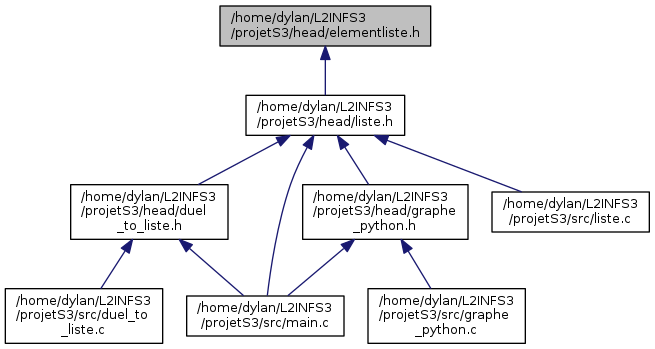 /home/dylan/L2INFS3
/projetS3/head/elementliste.h
/home/dylan/L2INFS3
/projetS3/head/liste.h
/home/dylan/L2INFS3
/projetS3/head/duel
_to_liste.h
/home/dylan/L2INFS3
/projetS3/head/graphe
_python.h
/home/dylan/L2INFS3
/projetS3/src/liste.c
/home/dylan/L2INFS3
/projetS3/src/duel_to
_liste.c
/home/dylan/L2INFS3
/projetS3/src/main.c
/home/dylan/L2INFS3
/projetS3/src/graphe
_python.c